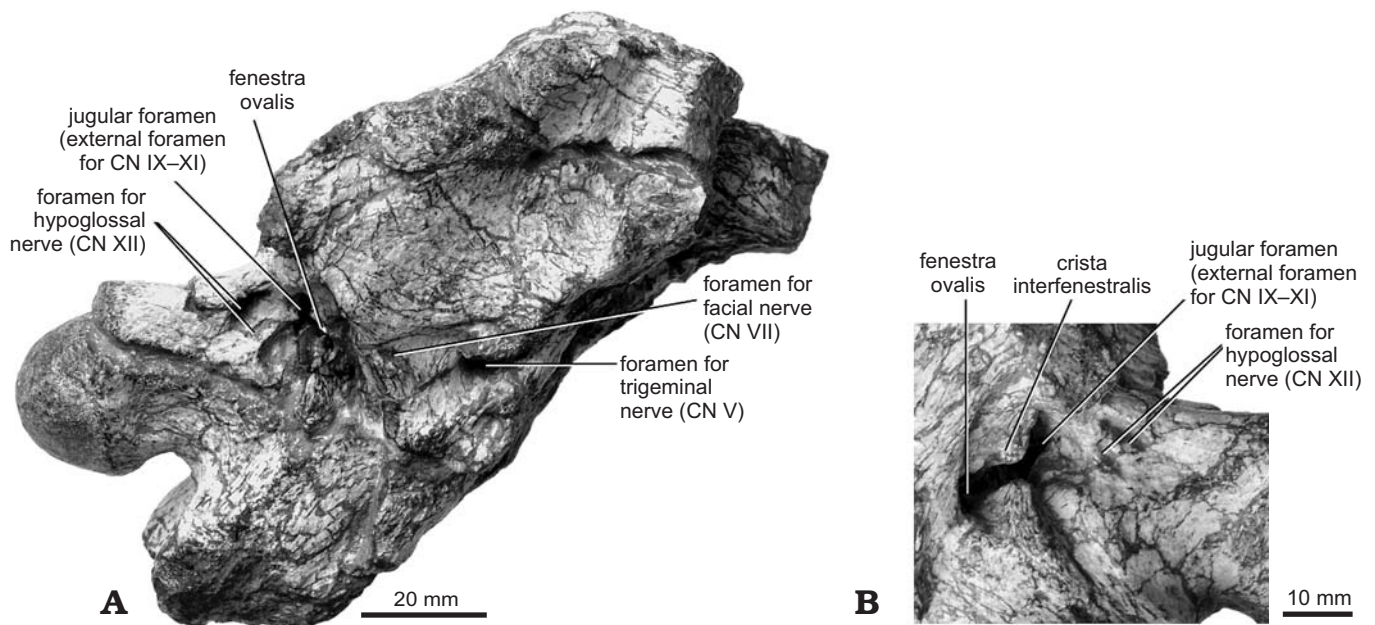 fenestra
ovalis
jugular foramen
(external foramen
for CN IX–XI)
foramen for
hypoglossal
nerve (CN XII)
foramen for
facial nerve
(CN VII)
foramen for
trigeminal
nerve (CN V)
A
20 mm
fenestra
ovalis
crista
interfenestralis
jugular foramen
(external foramen
for CN IX–XI)
foramen for
hypoglossal
nerve (CN XII)
B
10 mm